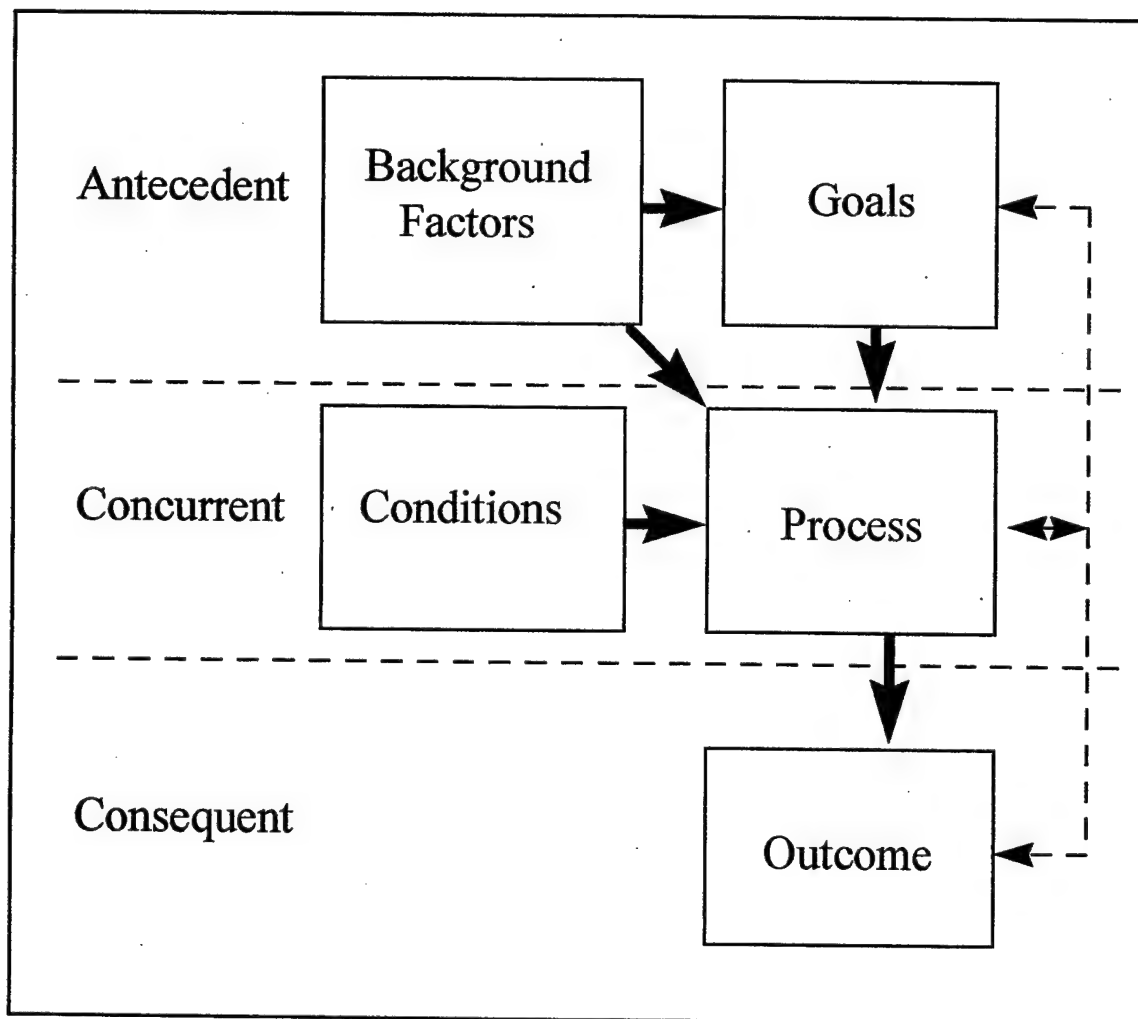 Antecedent
Background
Factors
Goals
Concurrent
Conditions
Process
Consequent
Outcome